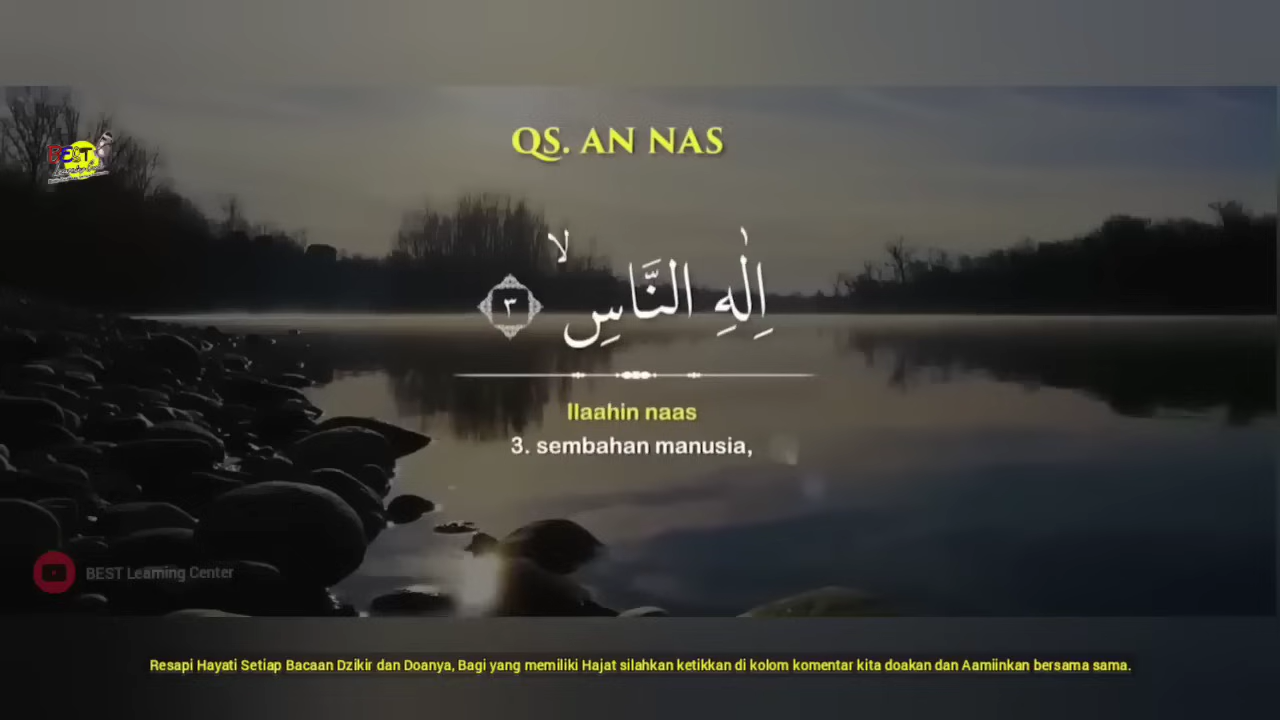 BEST
QS. AN NAS
اِلٰهِ النَّاسِ ۙ ٣
Ilaahin naas
3. sembahan manusia,
BEST Learning Center
Resapi Hayati Setiap Bacaan Dzikir dan Doanya, Bagi yang memiliki Hajat silahkan ketikkan di kolom komentar kita doakan dan Aamiinkan bersama sama.